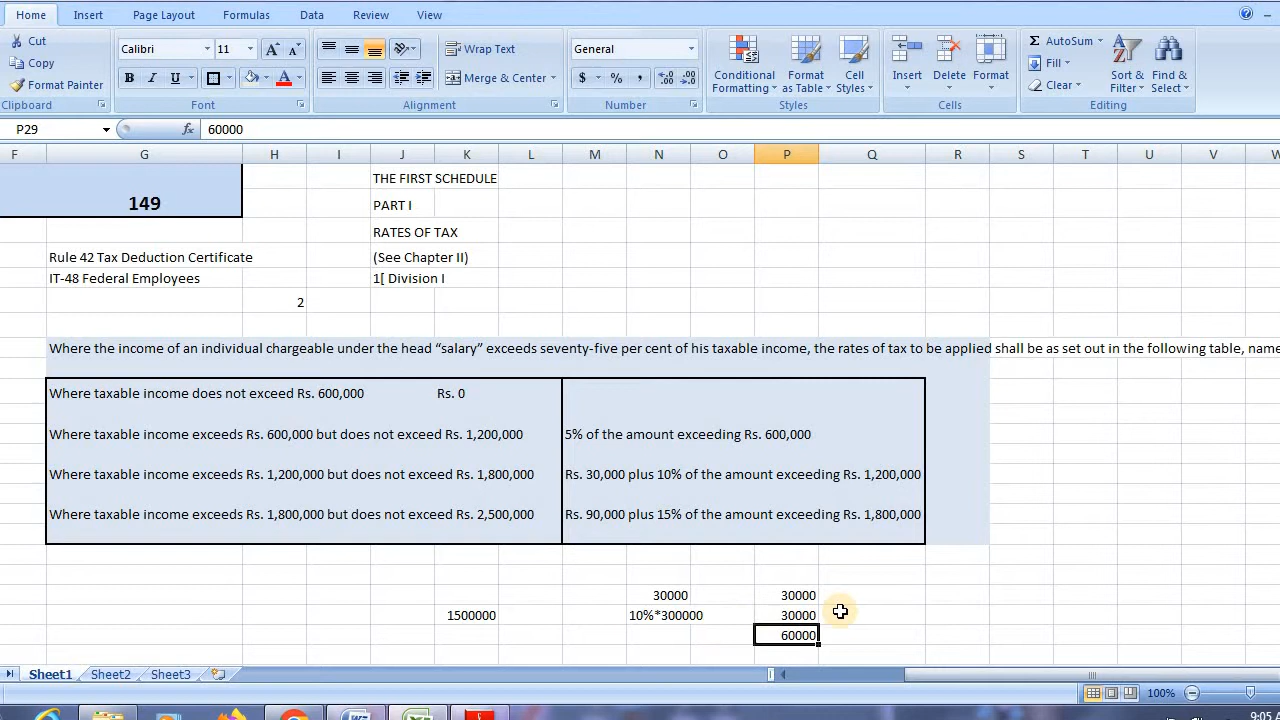 Home Insert Page Layout Formulas Data Review View
Cut Calibri 11 Wrap Text General AutoSum
Copy Fill
Format Painter Merge & Center Conditional Formatting Format as Table Cell Styles Insert Delete Format Clear Sort & Filter Find & Select
Clipboard Font Alignment Number Styles Cells Editing
P29 fx 60000
F G H I J K L M N O P Q R S T U V W
THE FIRST SCHEDULE
149 PART I
RATES OF TAX
Rule 42 Tax Deduction Certificate (See Chapter II)
IT-48 Federal Employees 1[ Division I
2
Where the income of an individual chargeable under the head “salary” exceeds seventy-five per cent of his taxable income, the rates of tax to be applied shall be as set out in the following table, name
Where taxable income does not exceed Rs. 600,000 Rs. 0
Where taxable income exceeds Rs. 600,000 but does not exceed Rs. 1,200,000 5% of the amount exceeding Rs. 600,000
Where taxable income exceeds Rs. 1,200,000 but does not exceed Rs. 1,800,000 Rs. 30,000 plus 10% of the amount exceeding Rs. 1,200,000
Where taxable income exceeds Rs. 1,800,000 but does not exceed Rs. 2,500,000 Rs. 90,000 plus 15% of the amount exceeding Rs. 1,800,000
30000 30000
1500000 10%*300000 30000
60000
Sheet1 Sheet2 Sheet3
100%